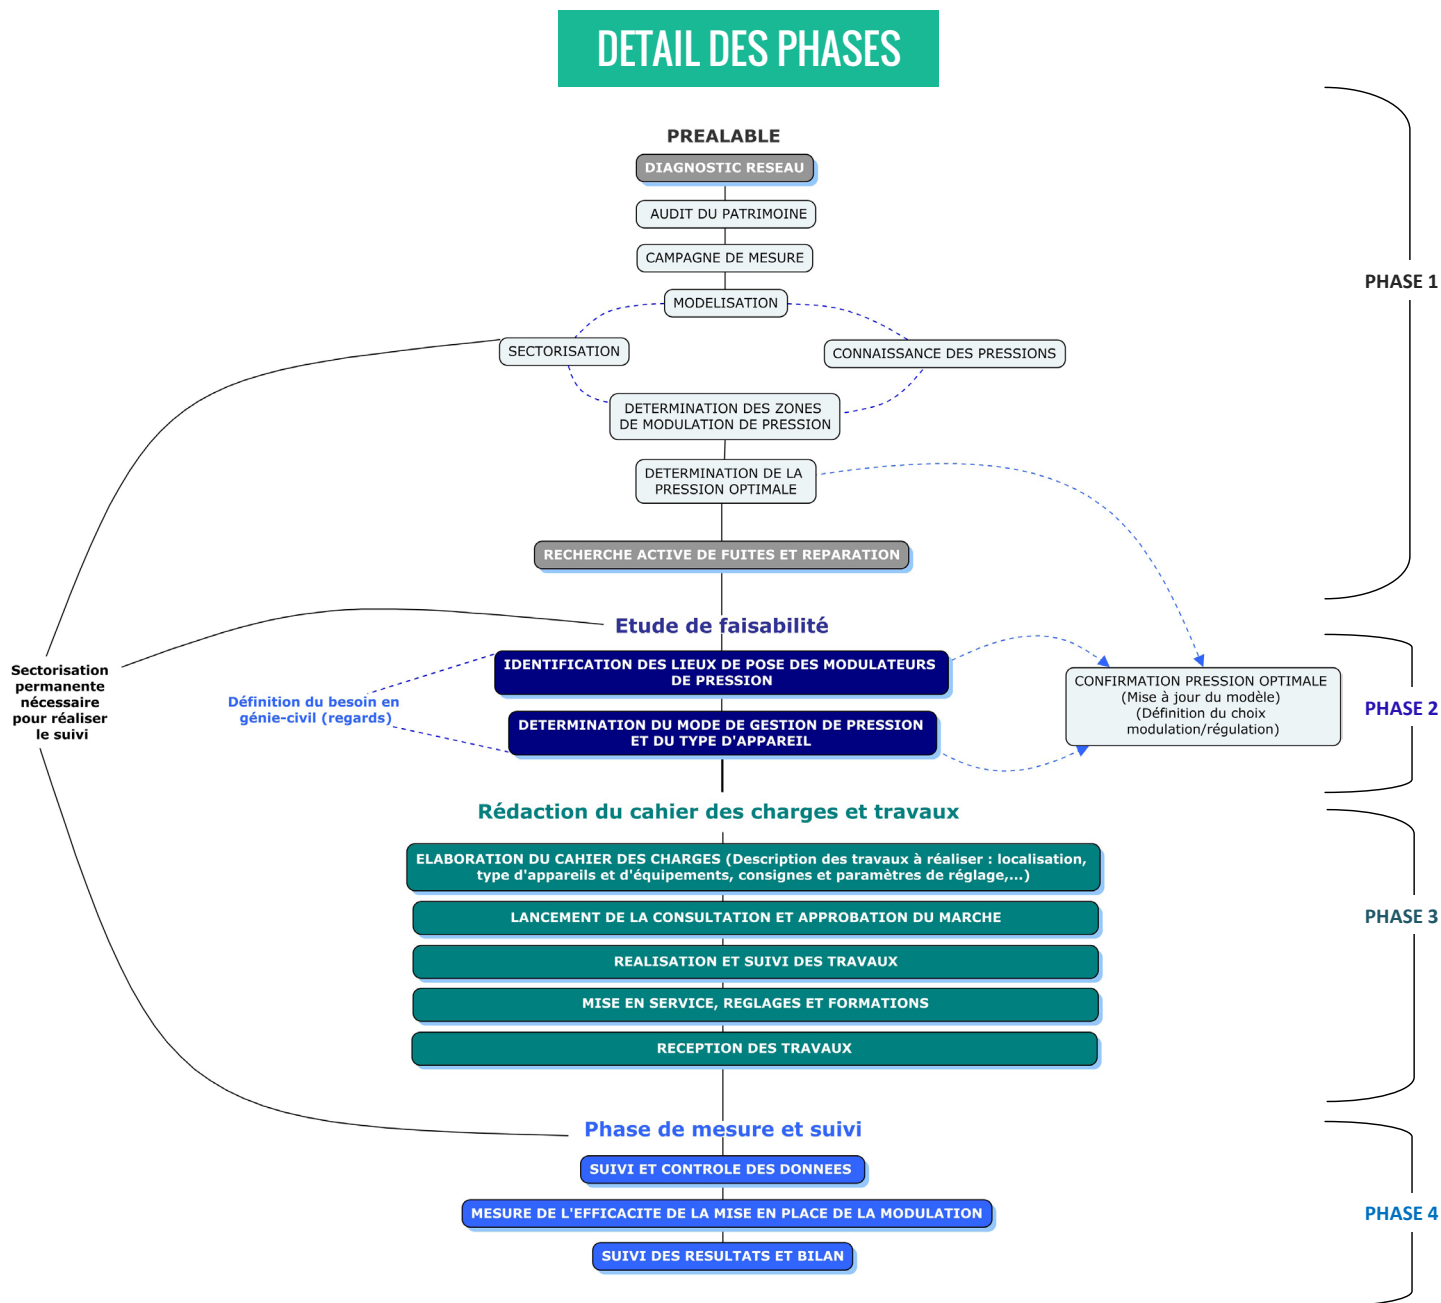 DETAIL DES PHASES
PREALABLE
DIAGNOSTIC RESEAU
AUDIT DU PATRIMOINE
CAMPAGNE DE MESURE
PHASE 1
MODELISATION
SECTORISATION
CONNAISSANCE DES PRESSIONS
DETERMINATION DES ZONES
DE MODULATION DE PRESSION
DETERMINATION DE LA
PRESSION OPTIMALE
RECHERCHE ACTIVE DE FUITES ET REPARATION
Etude de faisabilité
Sectorisation
permanente
nécessaire
pour réaliser
le suivi
Définition du besoin en
génie-civil (regards)
IDENTIFICATION DES LIEUX DE POSE DES MODULATEURS
DE PRESSION
DETERMINATION DU MODE DE GESTION DE PRESSION
ET DU TYPE D'APPAREIL
CONFIRMATION PRESSION OPTIMALE
(Mise à jour du modèle)
(Définition du choix
modulation/régulation)
PHASE 2
Rédaction du cahier des charges et travaux
ELABORATION DU CAHIER DES CHARGES (Description des travaux à réaliser : localisation,
type d'appareils et d'équipements, consignes et paramètres de réglage,...)
LANCEMENT DE LA CONSULTATION ET APPROBATION DU MARCHE
PHASE 3
REALISATION ET SUIVI DES TRAVAUX
MISE EN SERVICE, REGLAGES ET FORMATIONS
RECEPTION DES TRAVAUX
Phase de mesure et suivi
SUIVI ET CONTROLE DES DONNEES
MESURE DE L'EFFICACITE DE LA MISE EN PLACE DE LA MODULATION
PHASE 4
SUIVI DES RESULTATS ET BILAN